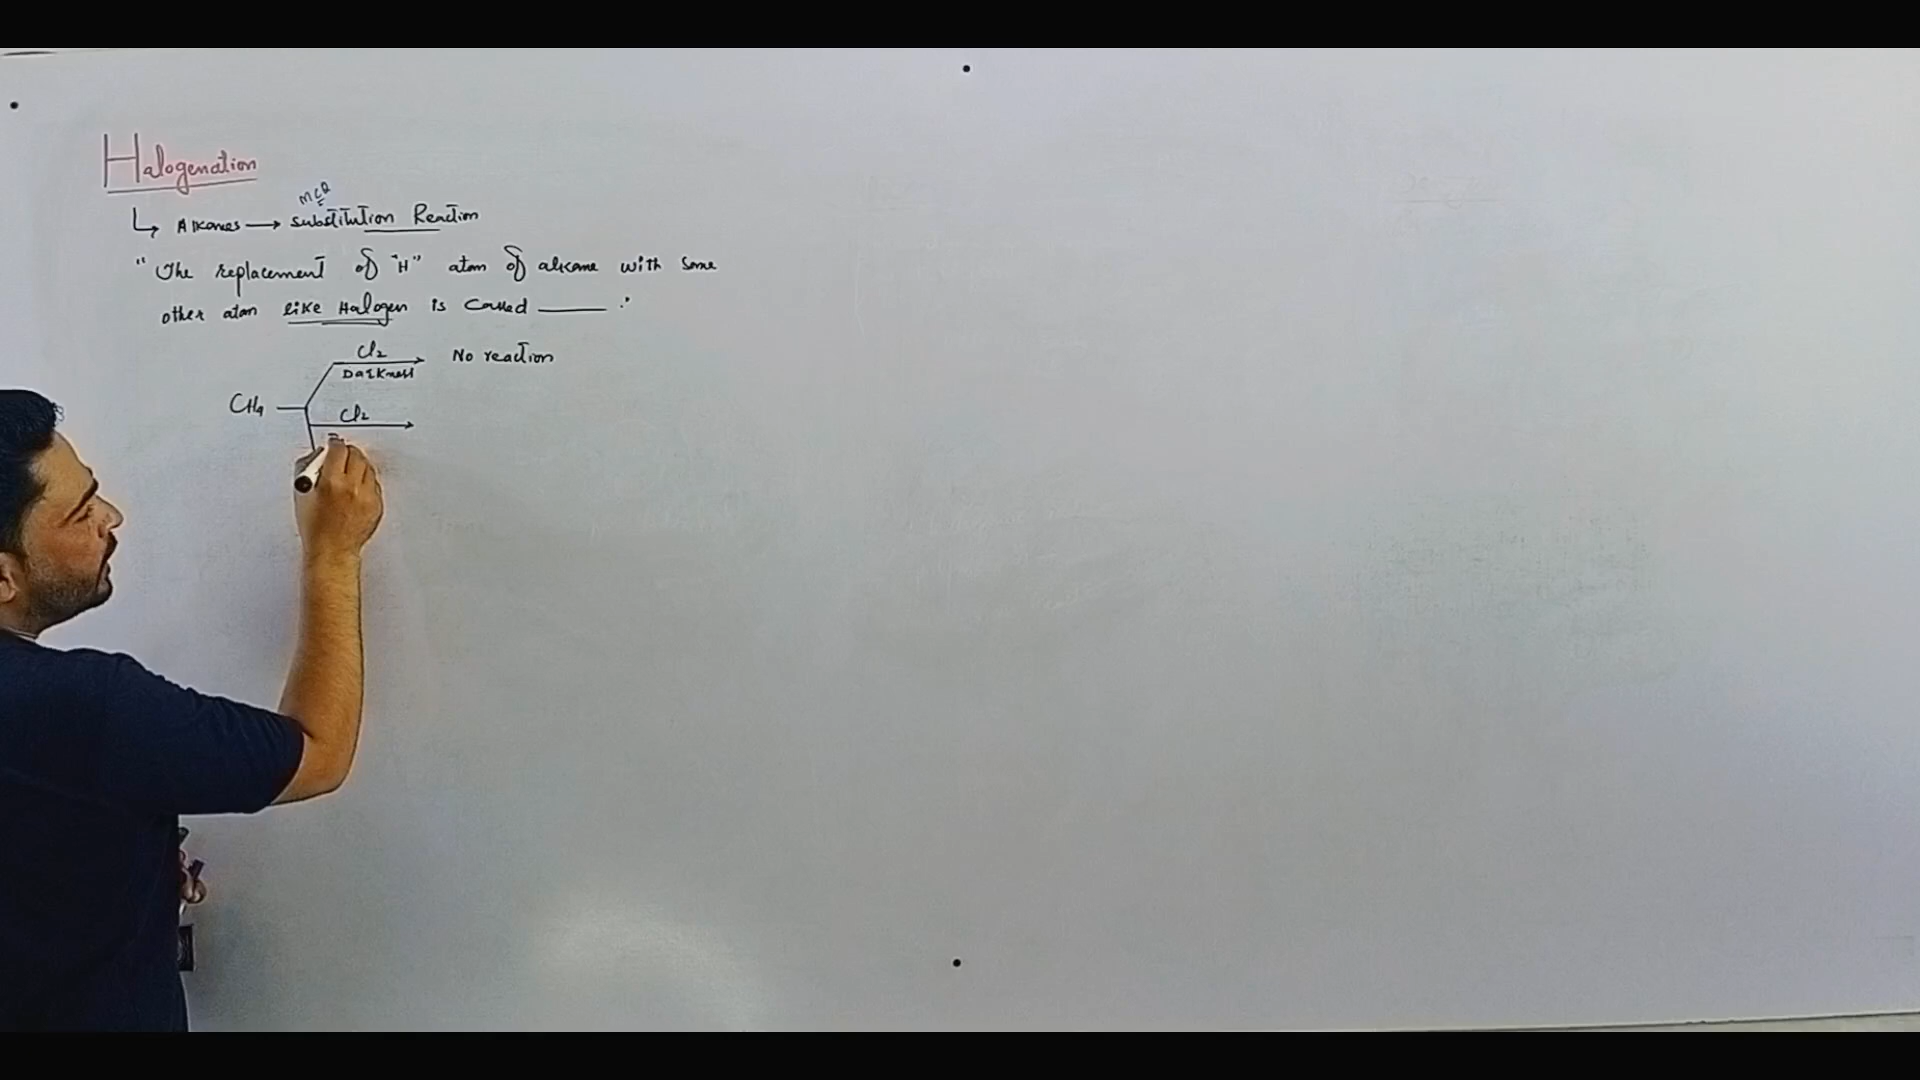 Halogenation
MCQ
↳ Alkanes → substitution Reaction
"The replacement of "H" atom of alkane with some
other atom like Halogen is called ——— ."
Cl₂
Darkness
No reaction
CH₄
Cl₂